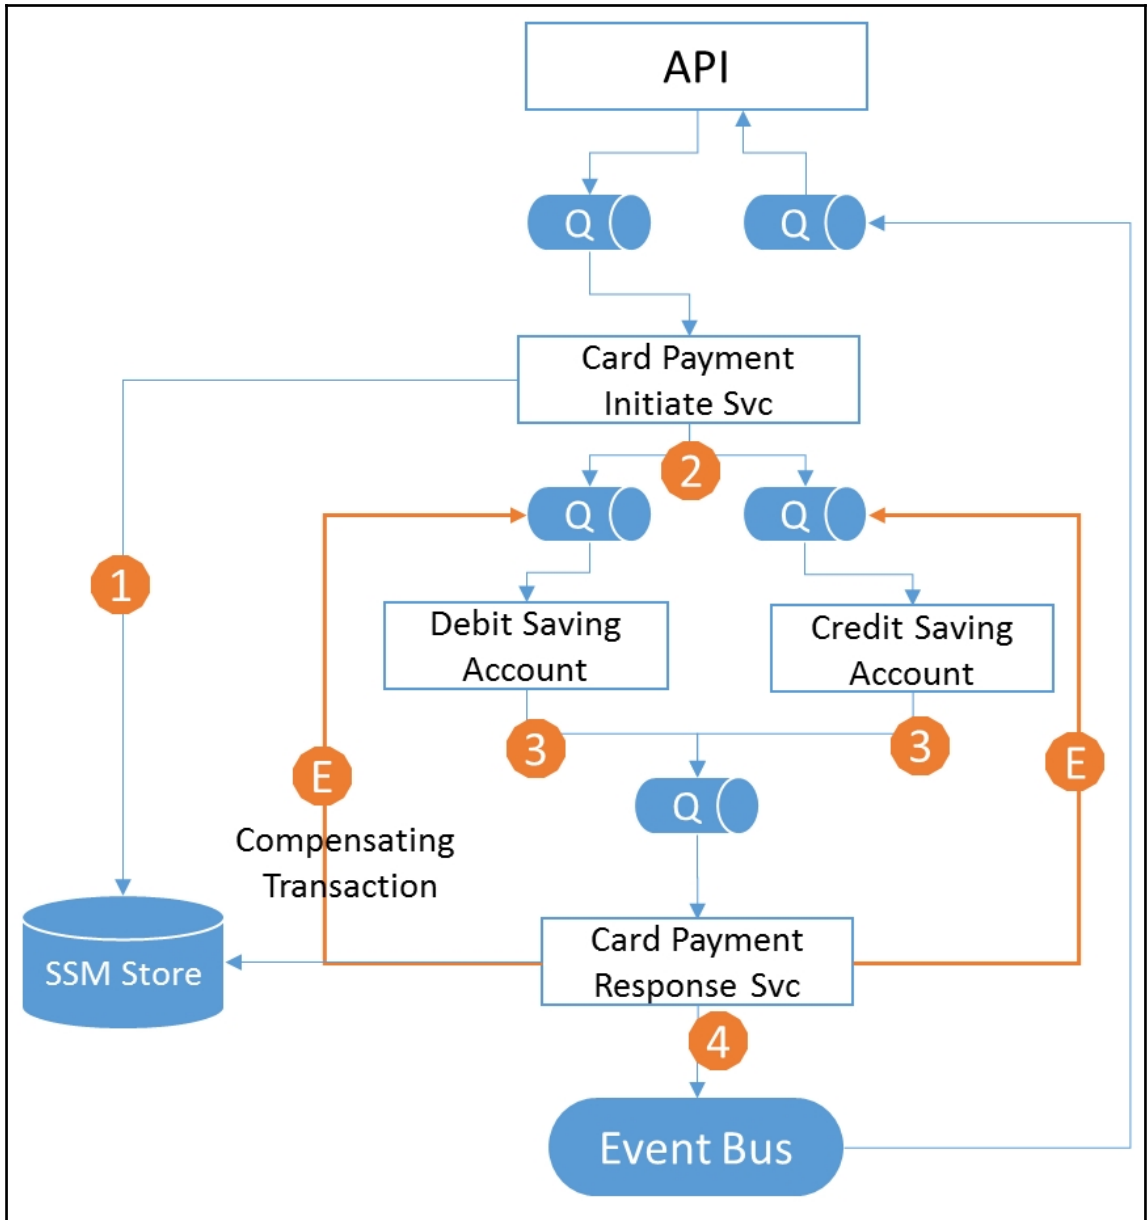 API
Q
Q
Card Payment
Initiate Svc
2
Q
Q
1
Debit Saving
Account
Credit Saving
Account
3
3
E
E
Q
Compensating
Transaction
Card Payment
Response Svc
SSM Store
4
Event Bus